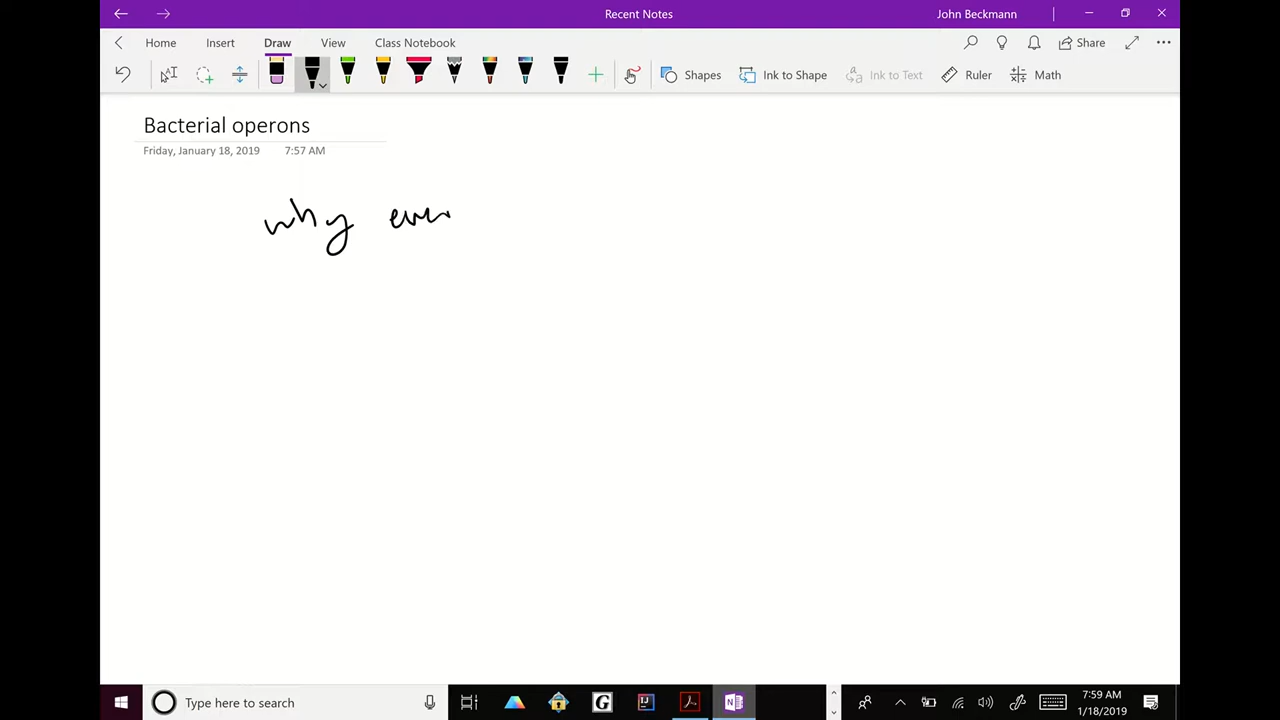 Recent Notes
John Beckmann
Home Insert Draw View Class Notebook
Share
Shapes Ink to Shape Ink to Text Ruler Math
Bacterial operons
Friday, January 18, 2019 7:57 AM
why even
Type here to search
G
IJ
N
7:59 AM
1/18/2019